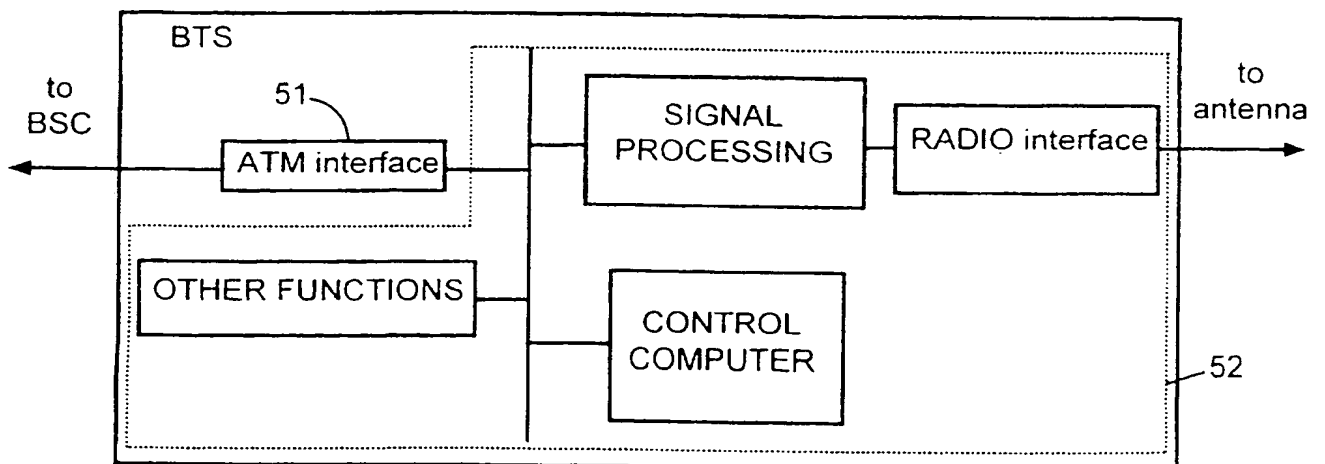 BTS
to
BSC
51
ATM interface
SIGNAL
PROCESSING
RADIO interface
to
antenna
OTHER FUNCTIONS
CONTROL
COMPUTER
52